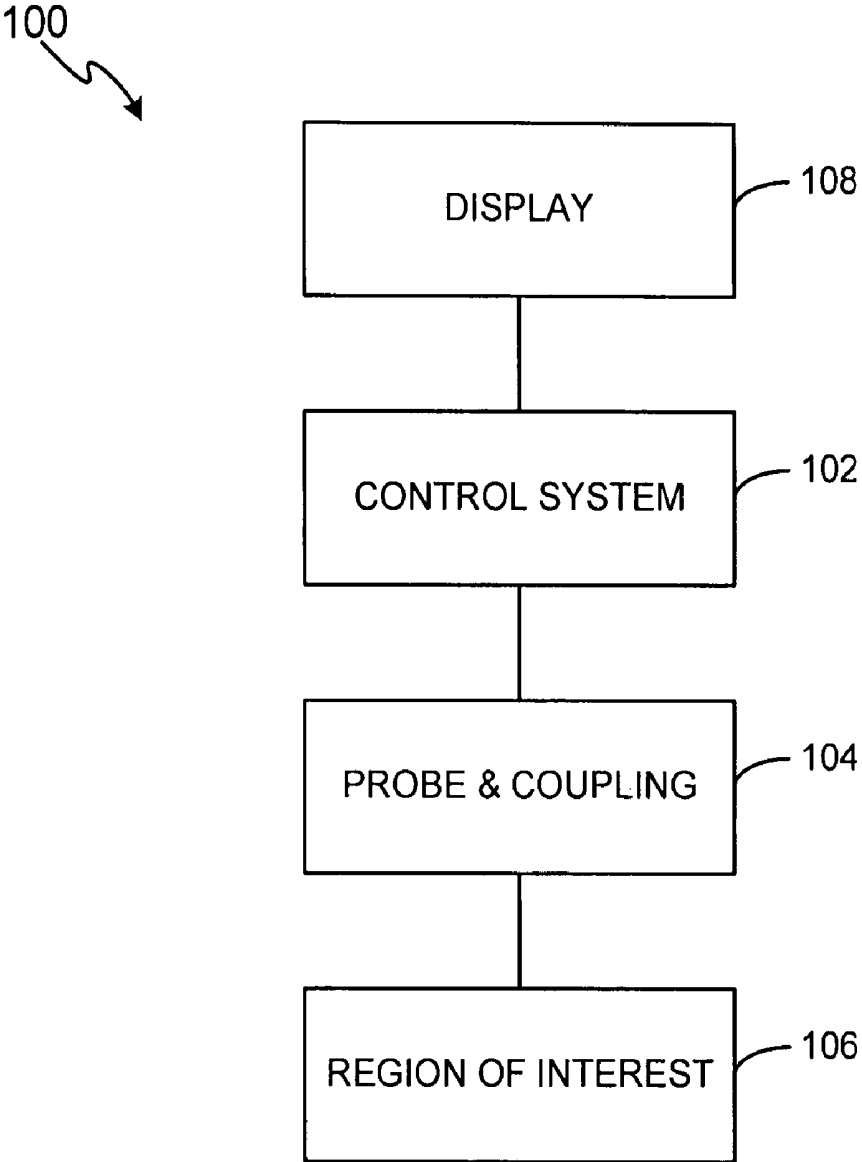 100
DISPLAY
108
CONTROL SYSTEM
102
PROBE & COUPLING
104
REGION OF INTEREST
106